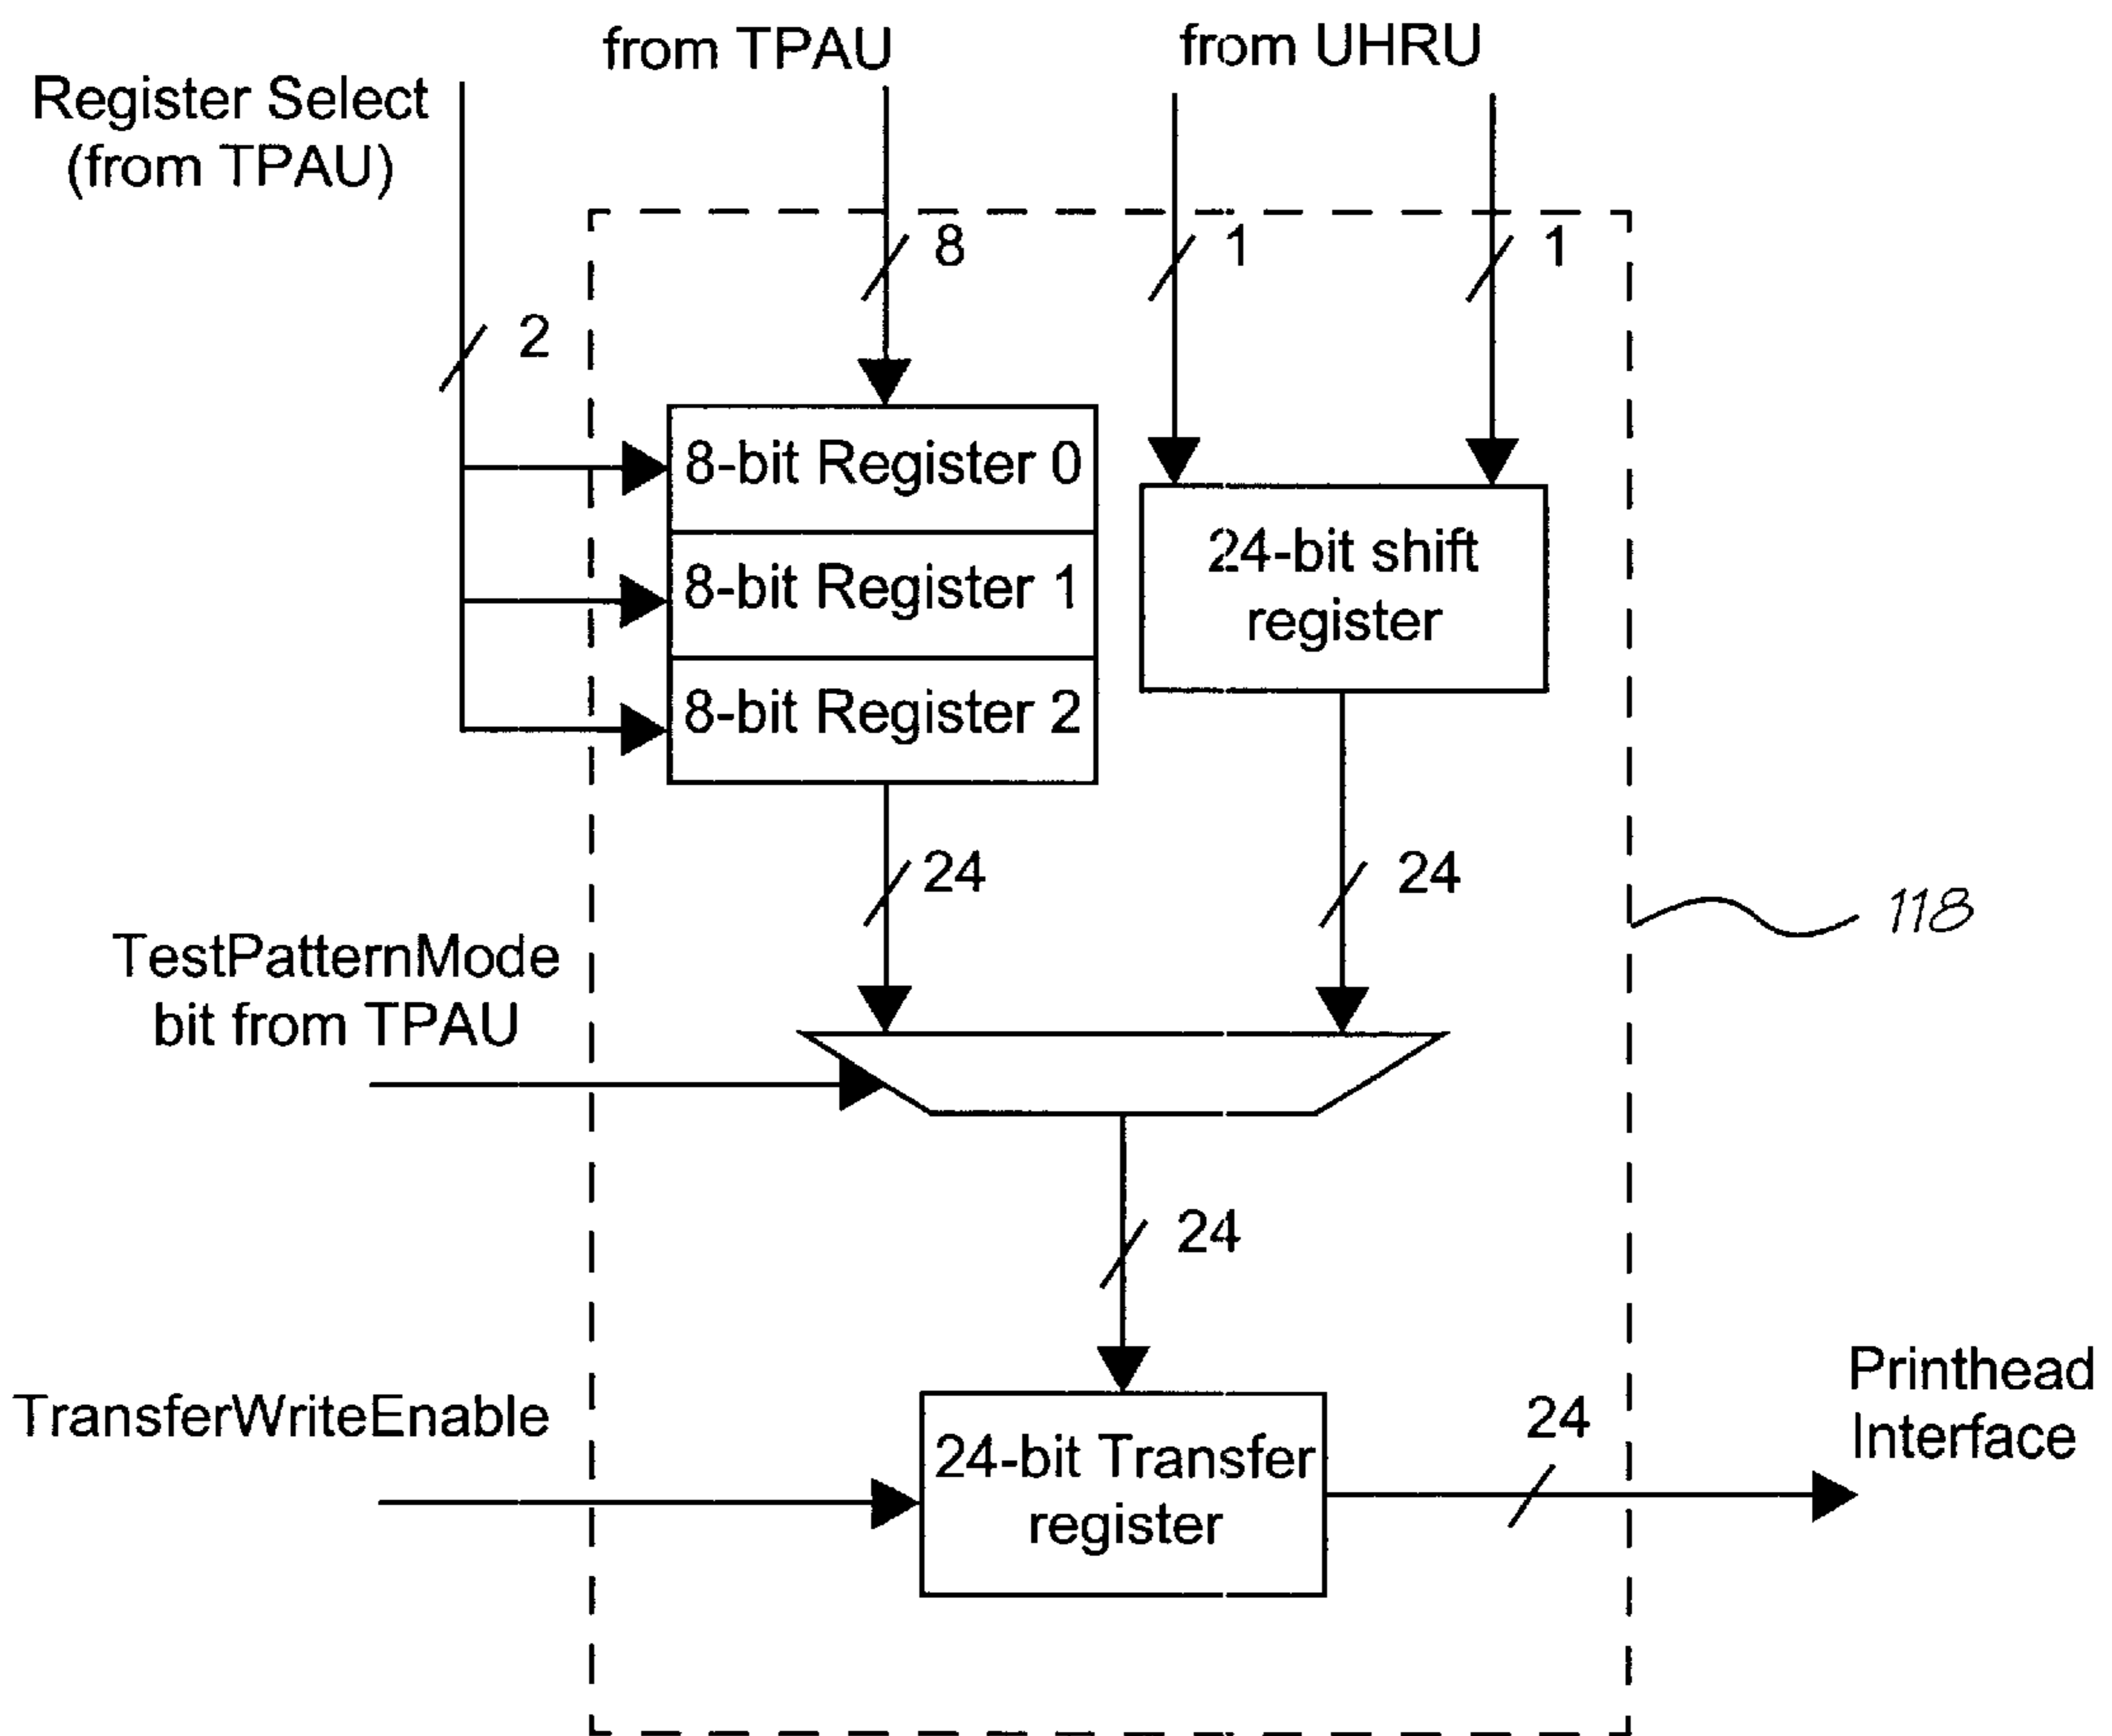 from TPAU
from UHRU
Register Select
(from TPAU)
8
1
1
2
8-bit Register 0
8-bit Register 1
8-bit Register 2
24-bit shift
register
24
24
118
TestPatternMode
bit from TPAU
24
TransferWriteEnable
24-bit Transfer
register
24
Printhead
Interface